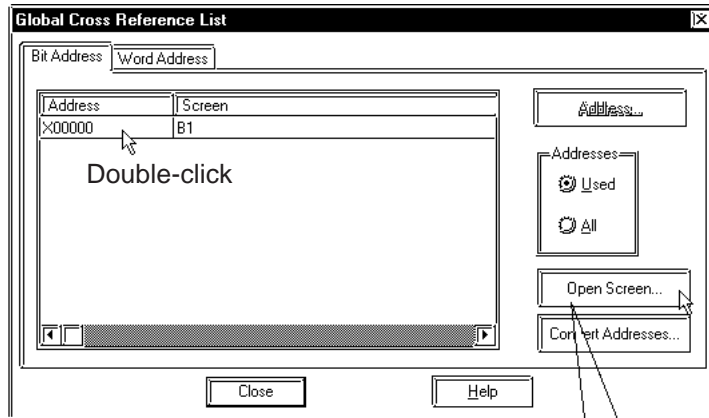 Global Cross Reference List
Bit Address Word Address
Address Screen
X00000 B1
Double-click
Address...
Addresses
Used
All
Open Screen...
Convert Addresses...
Close Help